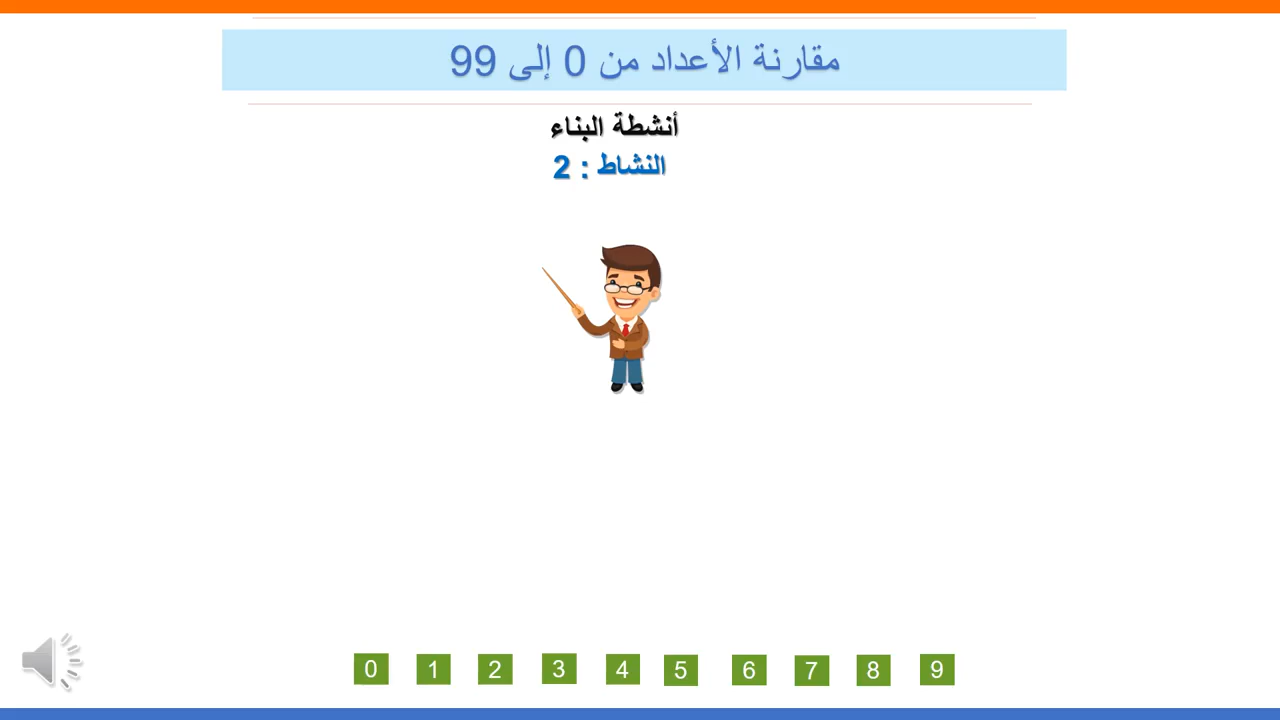 مقارنة الأعداد من 0 إلى 99
أنشطة البناء
النشاط : 2
0 1 2 3 4 5 6 7 8 9